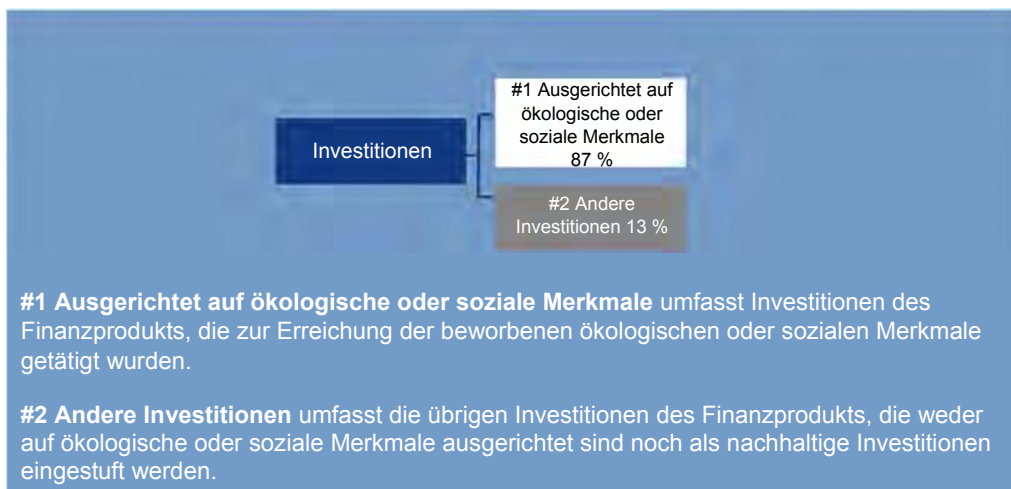 #1 Ausgerichtet auf
ökologische oder
soziale Merkmale
87 %
Investitionen
#2 Andere
Investitionen 13 %
#1 Ausgerichtet auf ökologische oder soziale Merkmale umfasst Investitionen des
Finanzprodukts, die zur Erreichung der beworbenen ökologischen oder sozialen Merkmale
getätigt wurden.
#2 Andere Investitionen umfasst die übrigen Investitionen des Finanzprodukts, die weder
auf ökologische oder soziale Merkmale ausgerichtet sind noch als nachhaltige Investitionen
eingestuft werden.